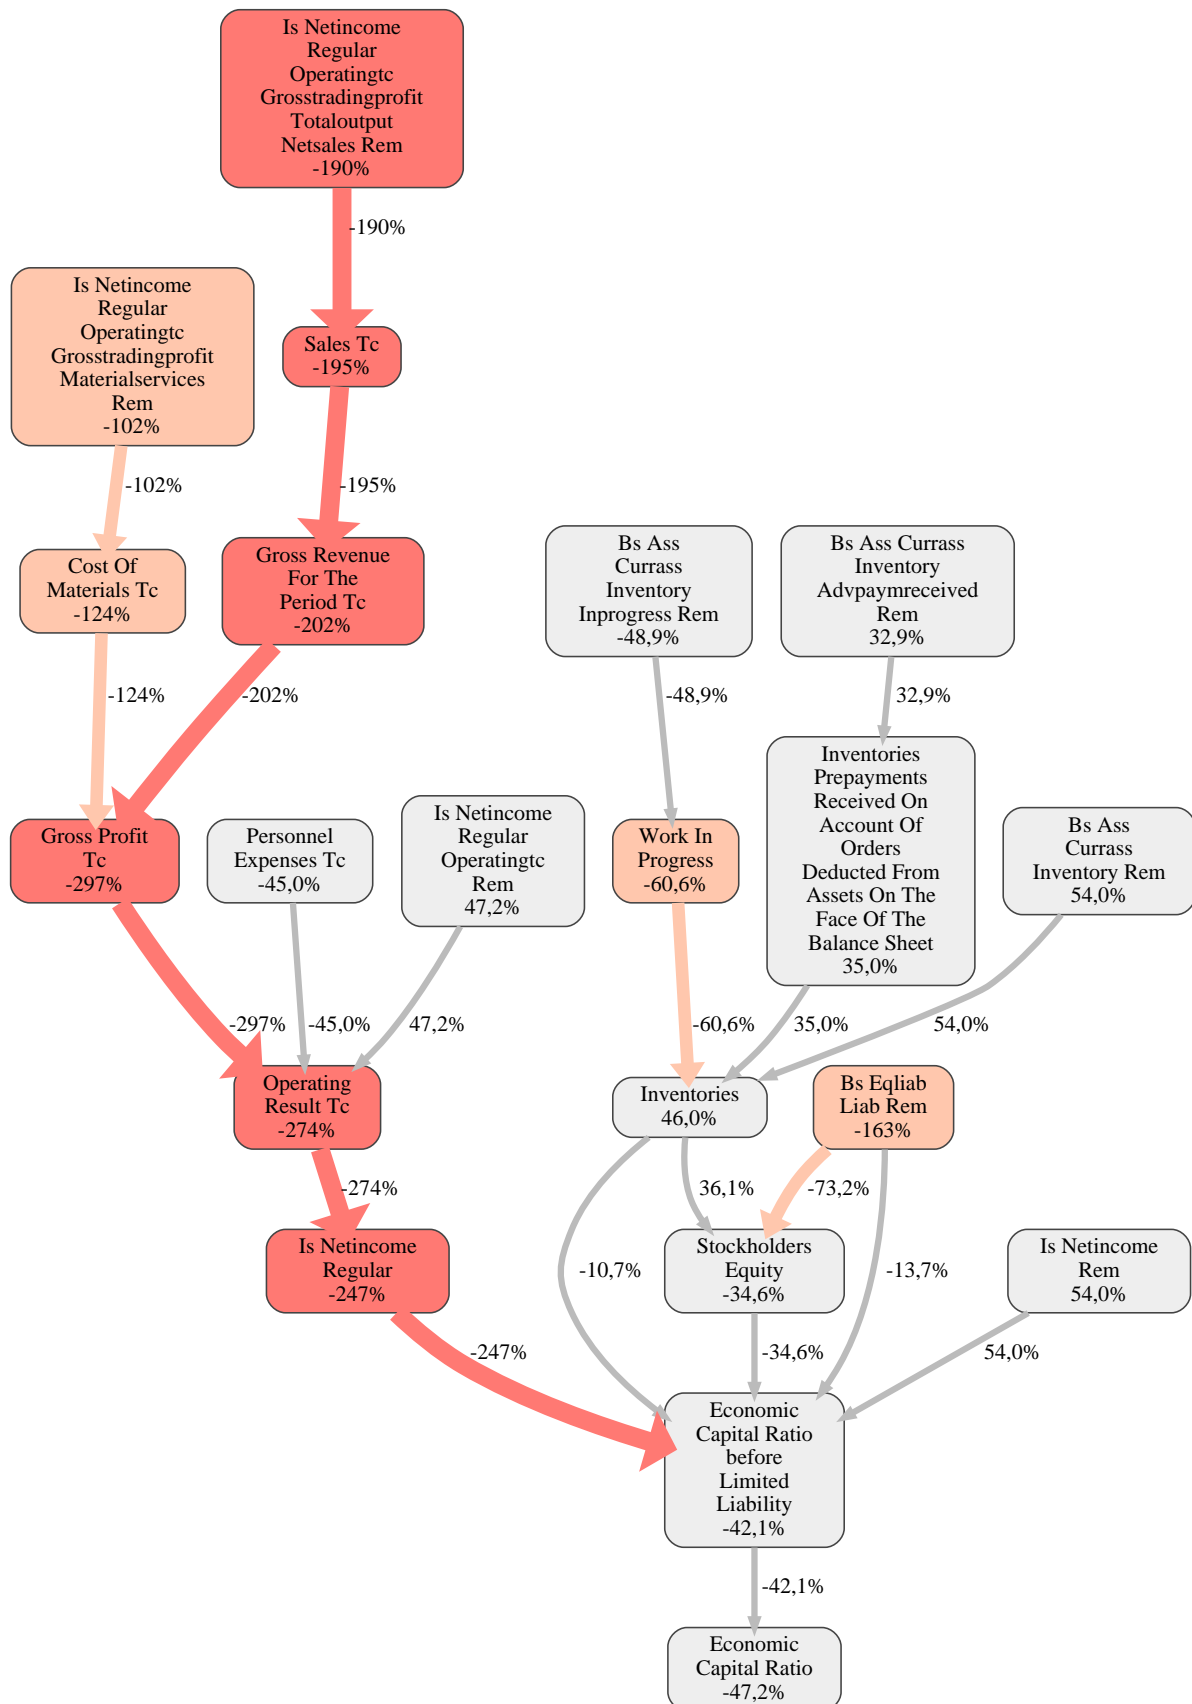 Is Netincome
Regular
Operatingtc
Grosstradingprofit
Totaloutput
Netsales Rem
-190%
-190%
Is Netincome
Regular
Operatingtc
Grosstradingprofit
Materialservices
Rem
-102%
Sales Tc
-195%
-102%
-195%
Cost Of
Materials Tc
-124%
Gross Revenue
For The
Period Tc
-202%
Bs Ass
Currass
Inventory
Inprogress Rem
-48,9%
Bs Ass Currass
Inventory
Advpaymreceived
Rem
32,9%
-124%
-202%
-48,9%
32,9%
Gross Profit
Tc
-297%
Personnel
Expenses Tc
-45,0%
Is Netincome
Regular
Operatingtc
Rem
47,2%
Work In
Progress
-60,6%
Inventories
Prepayments
Received On
Account Of
Orders
Deducted From
Assets On The
Face Of The
Balance Sheet
35,0%
Bs Ass
Currass
Inventory Rem
54,0%
-297%
-45,0%
47,2%
-60,6%
35,0%
54,0%
Operating
Result Tc
-274%
Inventories
46,0%
Bs Eqliab
Liab Rem
-163%
-274%
36,1%
-73,2%
Is Netincome
Regular
-247%
-10,7%
Stockholders
Equity
-34,6%
-13,7%
Is Netincome
Rem
54,0%
-247%
-34,6%
54,0%
Economic
Capital Ratio
before
Limited
Liability
-42,1%
-42,1%
Economic
Capital Ratio
-47,2%